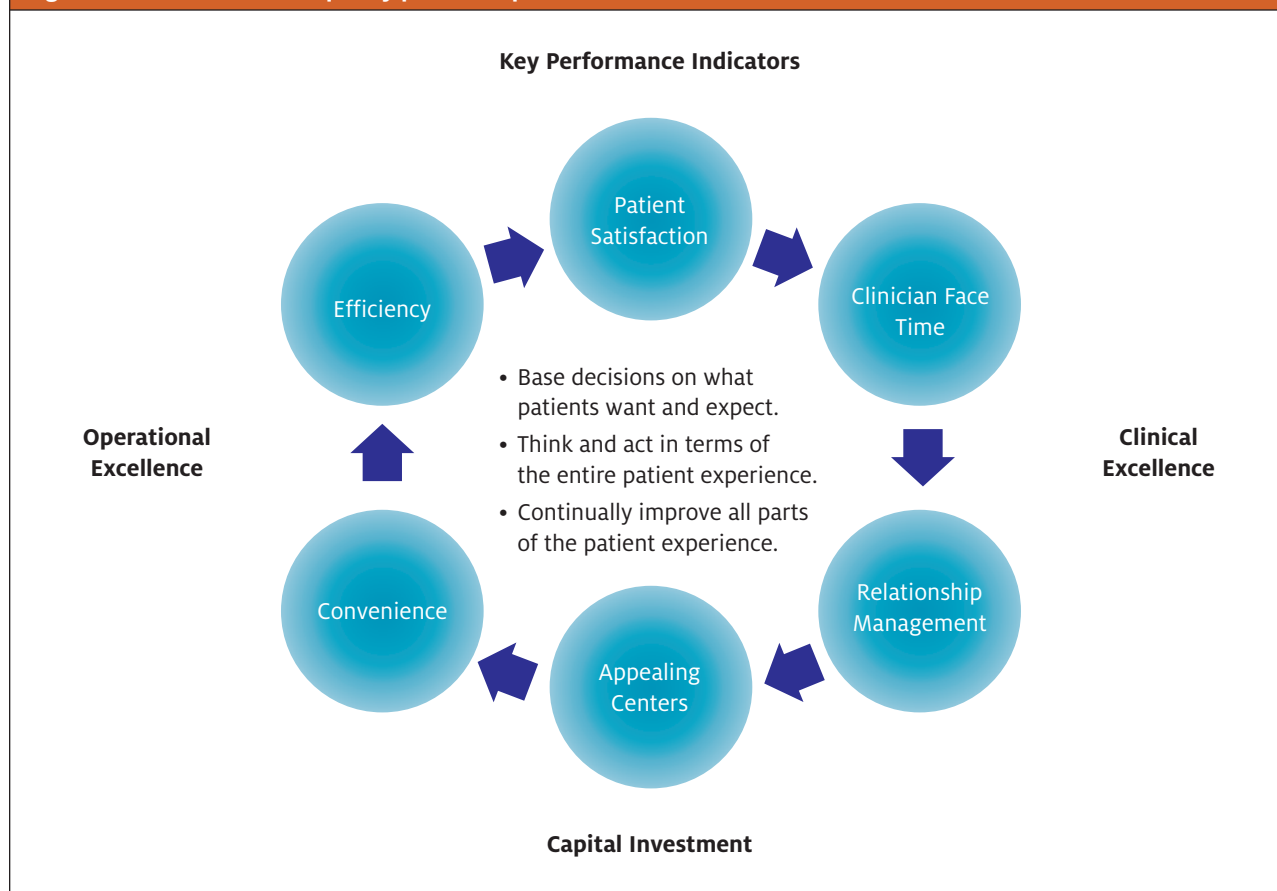 Key Performance Indicators
Patient
Satisfaction
Efficiency
Clinician Face
Time
• Base decisions on what
patients want and expect.
• Think and act in terms of
the entire patient experience.
• Continually improve all parts
of the patient experience.
Operational
Excellence
Clinical
Excellence
Convenience
Relationship
Management
Appealing
Centers
Capital Investment